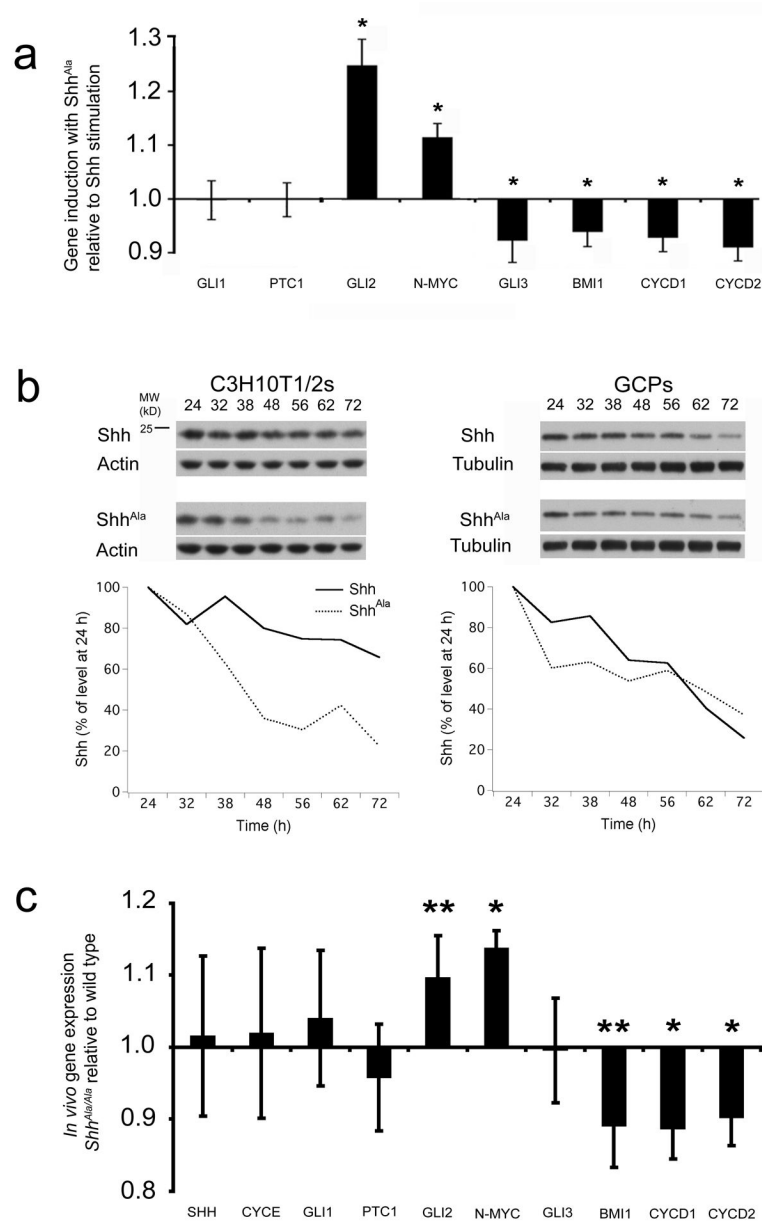 a
Gene induction with Shh^Ala
relative to Shh stimulation
1.3
1.2
1.1
1.0
0.9
*
*
*
*
*
*
GLI1 PTC1 GLI2 N-MYC GLI3 BMI1 CYCD1 CYCD2
b
C3H10T1/2s
MW
(kD)
24 32 38 48 56 62 72
25
Shh
Actin
Shh^Ala
Actin
Shh (% of level at 24 h)
100
80
60
40
20
0
Shh
Shh^Ala
24 32 38 48 56 62 72
Time (h)
GCPs
24 32 38 48 56 62 72
Shh
Tubulin
Shh^Ala
Tubulin
Shh (% of level at 24 h)
100
80
60
40
20
0
24 32 38 48 56 62 72
Time (h)
c
In vivo gene expression
Shh^Ala/Ala relative to wild type
1.2
1.1
1.0
0.9
0.8
** *
** * *
SHH CYCE GLI1 PTC1 GLI2 N-MYC GLI3 BMI1 CYCD1 CYCD2